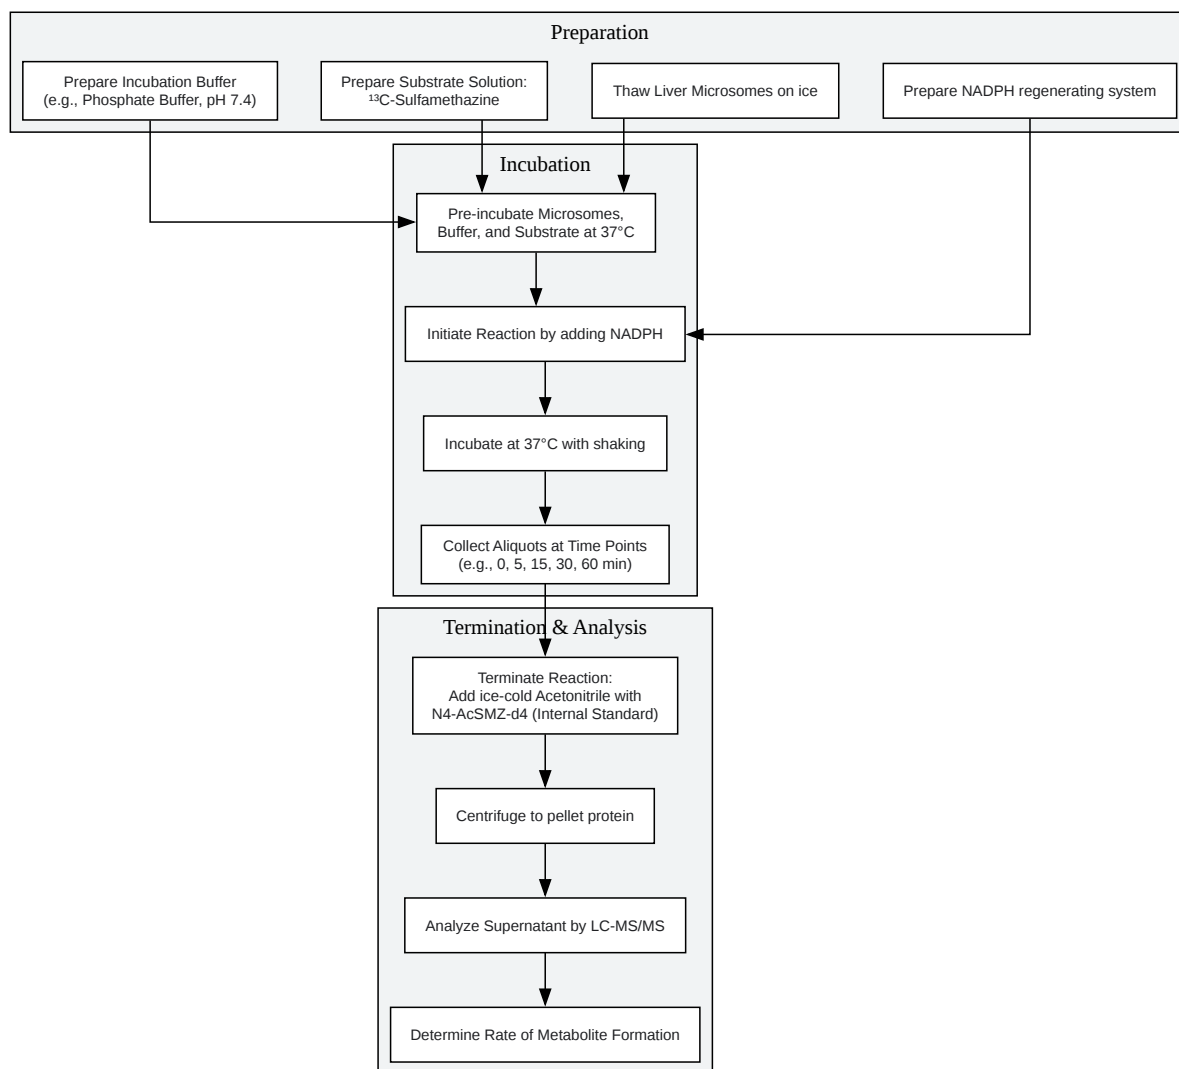 Preparation
Prepare Incubation Buffer
(e.g., Phosphate Buffer, pH 7.4)
Prepare Substrate Solution:
¹³C-Sulfamethazine
Thaw Liver Microsomes on ice
Prepare NADPH regenerating system
Incubation
Pre-incubate Microsomes,
Buffer, and Substrate at 37°C
Initiate Reaction by adding NADPH
Incubate at 37°C with shaking
Collect Aliquots at Time Points
(e.g., 0, 5, 15, 30, 60 min)
Termination & Analysis
Terminate Reaction:
Add ice-cold Acetonitrile with
N4-AcSMZ-d4 (Internal Standard)
Centrifuge to pellet protein
Analyze Supernatant by LC-MS/MS
Determine Rate of Metabolite Formation